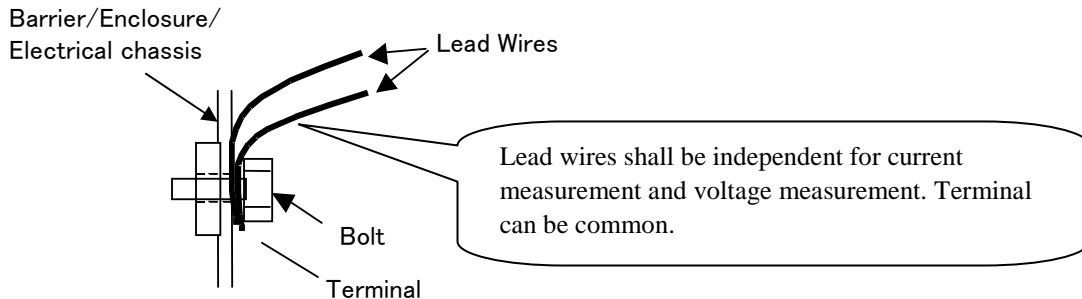 Barrier/Enclosure/
Electrical chassis
Lead Wires
Lead wires shall be independent for current
measurement and voltage measurement. Terminal
can be common.
Bolt
Terminal